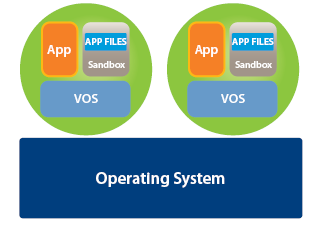 App
APP FILES
Sandbox
VOS
App
APP FILES
Sandbox
VOS
Operating System